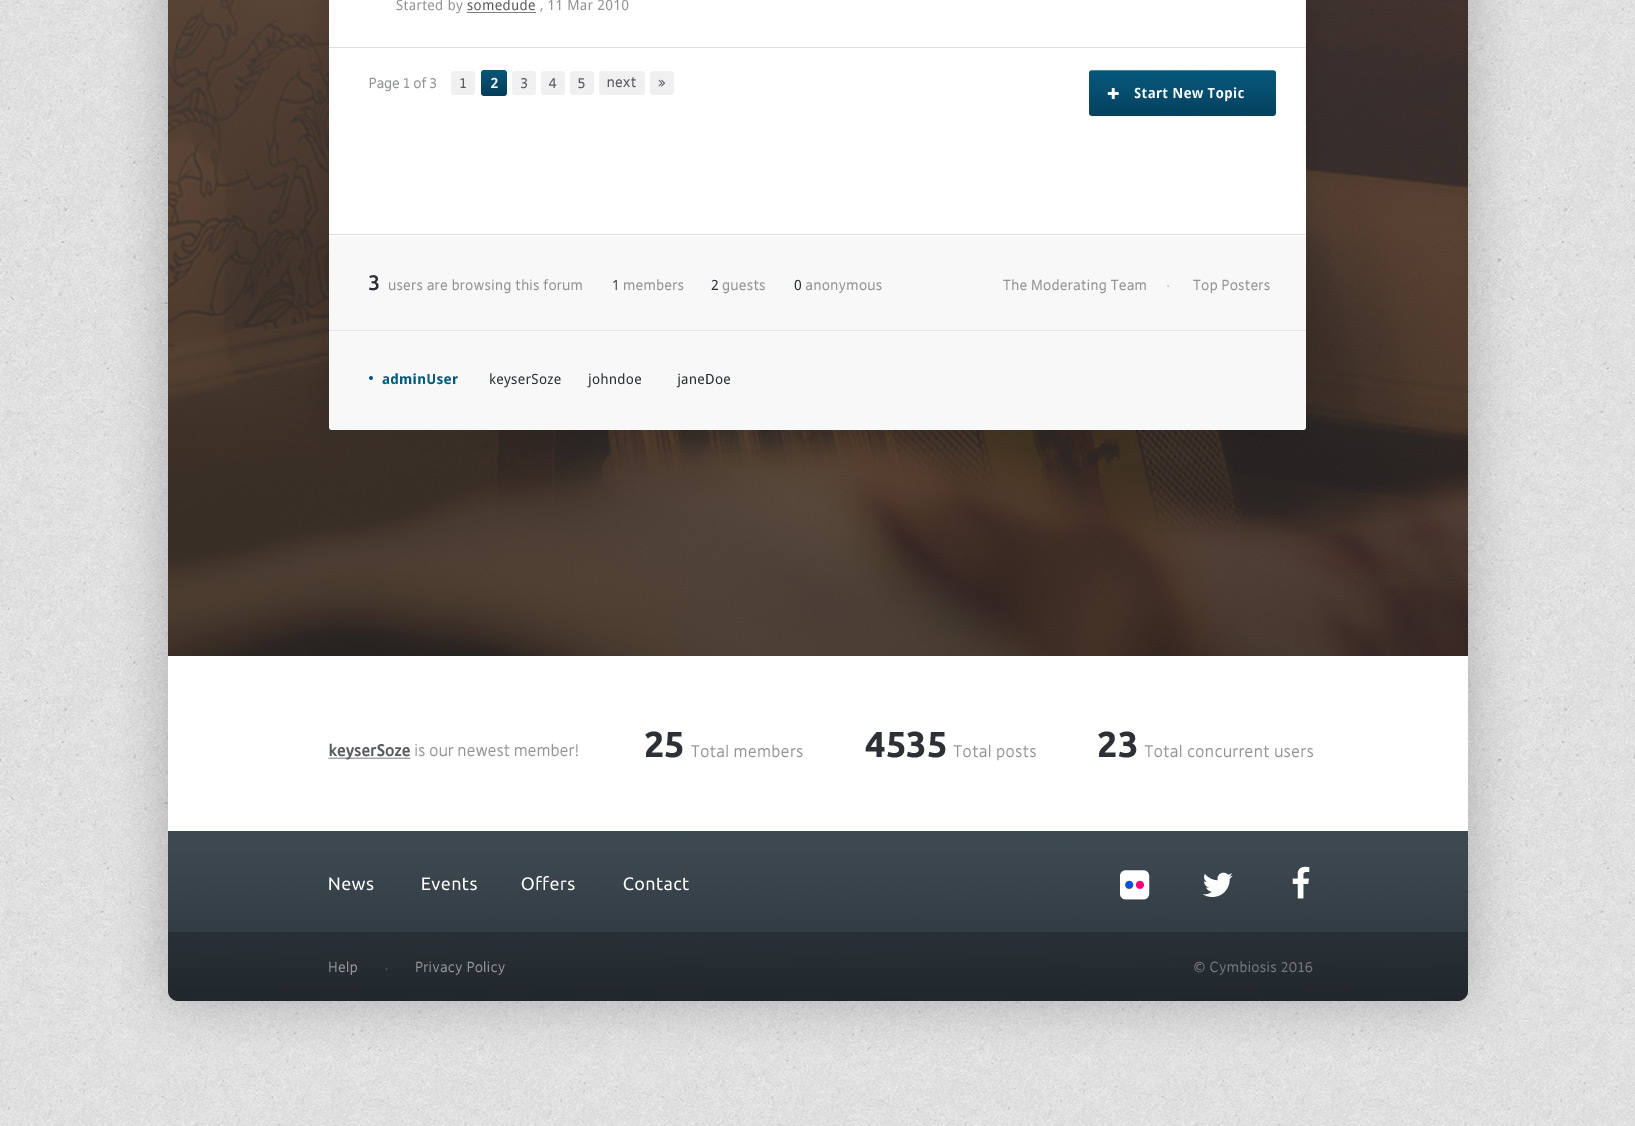 Started by somedude , 11 Mar 2010
Page 1 of 3 1 2 3 4 5 next »
+ Start New Topic
3 users are browsing this forum 1 members 2 guests 0 anonymous The Moderating Team · Top Posters
• adminUser keyserSoze johndoe janeDoe
keyserSoze is our newest member! 25 Total members 4535 Total posts 23 Total concurrent users
News Events Offers Contact
Help · Privacy Policy © Cymbiosis 2016